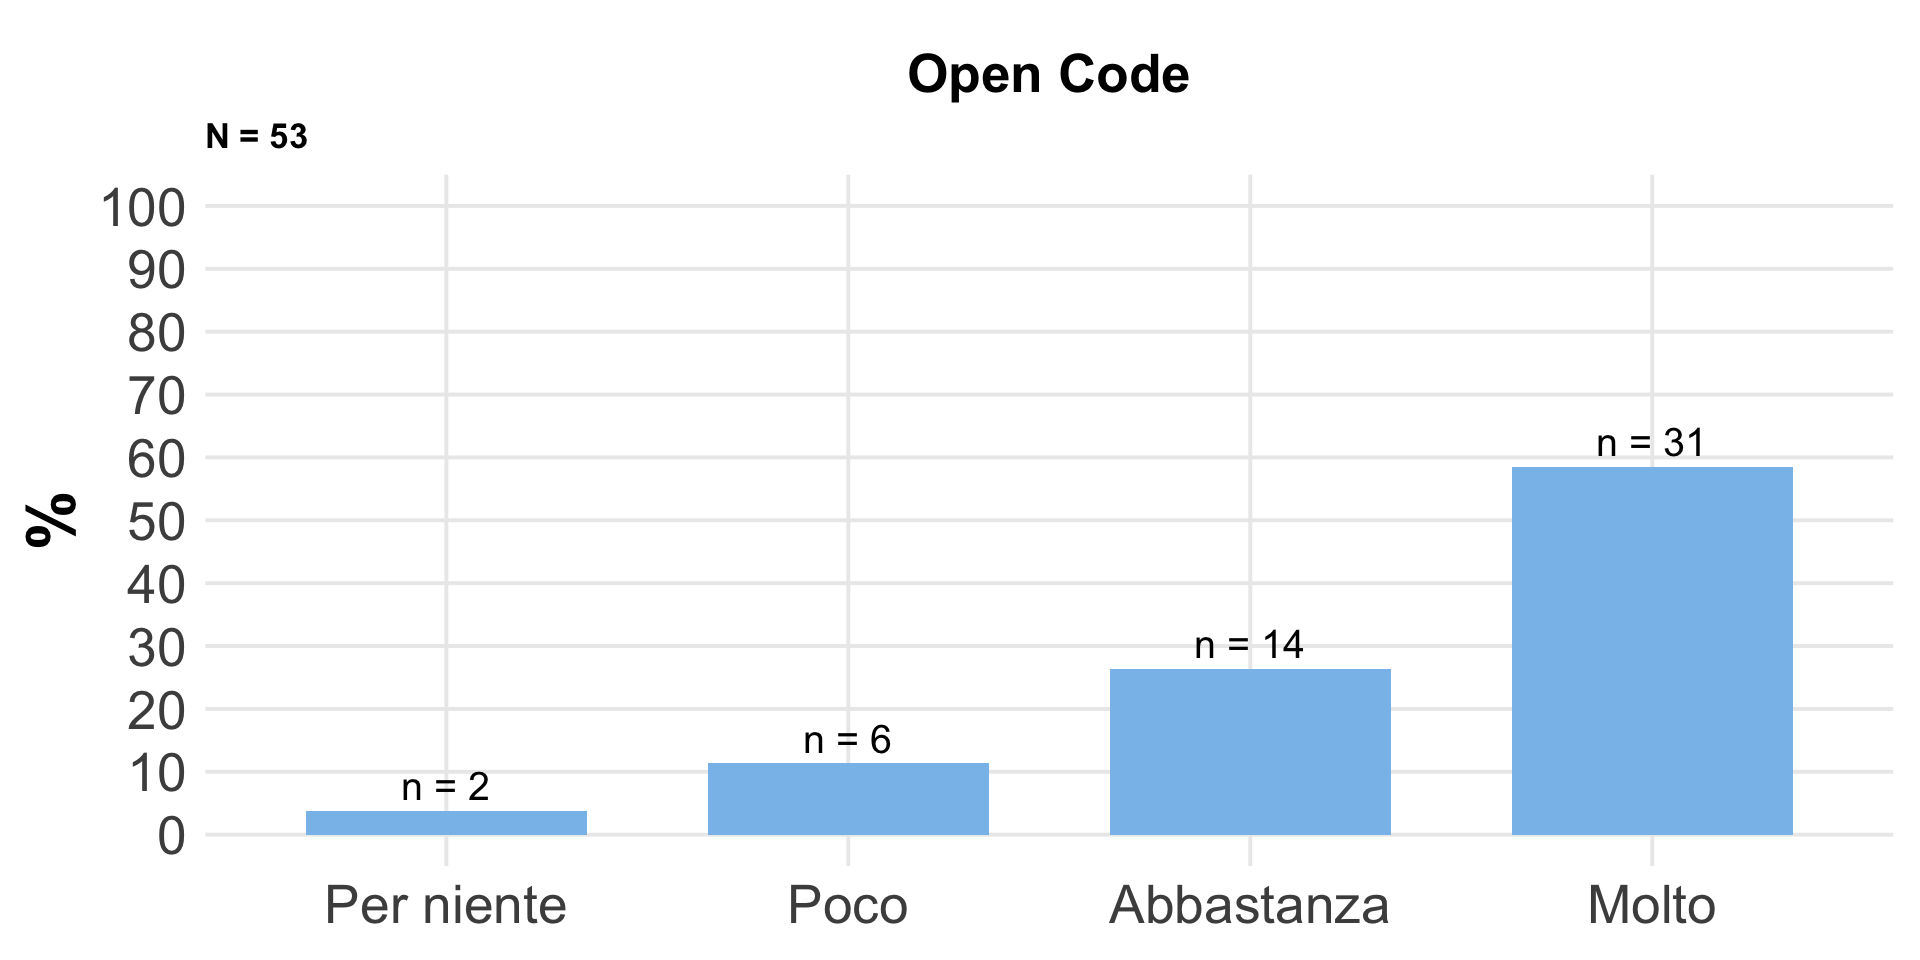 Open Code
N = 53
100
90
80
70
60
50
40
30
20
10
0
%
n = 2
n = 6
n = 14
n = 31
Per niente
Poco
Abbastanza
Molto